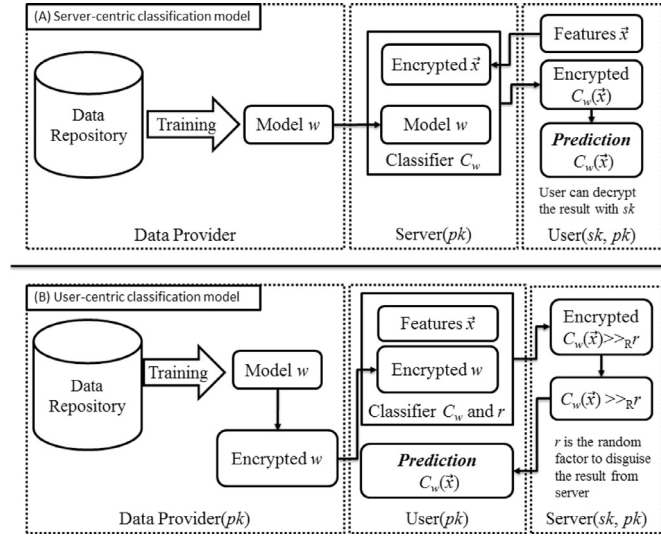 (A) Server-centric classification model
Data
Repository
Training
Model w
Encrypted x⃗
Model w
Classifier C_w
Features x⃗
Encrypted
C_w(x⃗)
Prediction
C_w(x⃗)
User can decrypt
the result with sk
Data Provider
Server(pk)
User(sk, pk)
(B) User-centric classification model
Data
Repository
Training
Model w
Encrypted w
Features x⃗
Encrypted w
Classifier C_w and r
Prediction
C_w(x⃗)
Encrypted
C_w(x⃗)>>_R r
C_w(x⃗) >>_R r
r is the random
factor to disguise
the result from
server
Data Provider(pk)
User(pk)
Server(sk, pk)